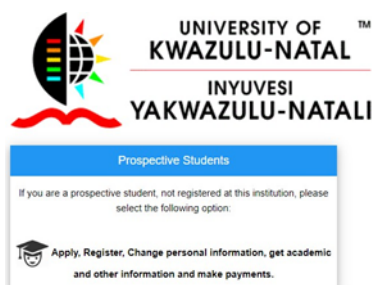 UNIVERSITY OF ™
KWAZULU-NATAL
INYUVESI
YAKWAZULU-NATALI
Prospective Students
If you are a prospective student, not registered at this institution, please
select the following option:
Apply, Register, Change personal information, get academic
and other information and make payments.